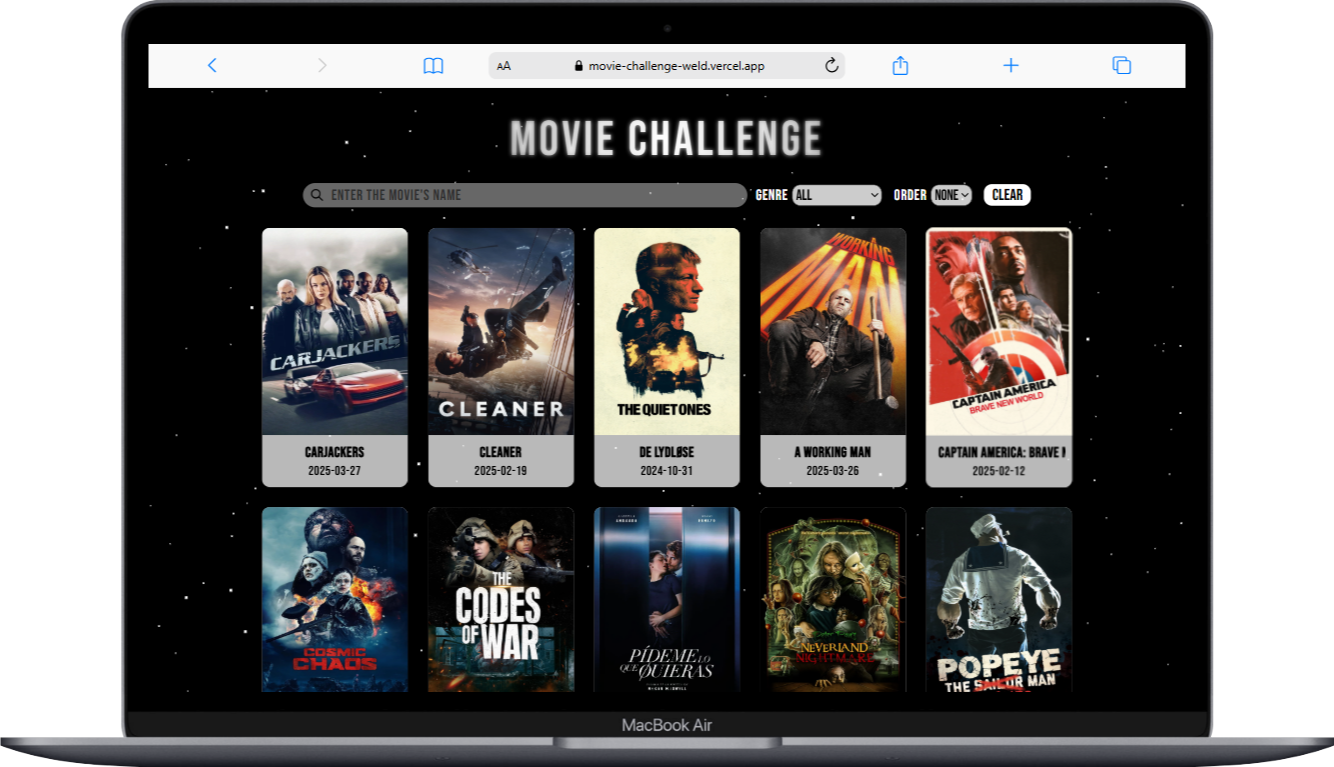 AA movie-challenge-weld.vercel.app
MOVIE CHALLENGE
ENTER THE MOVIE'S NAME GENRE ALL ORDER NONE CLEAR
CARJACKERS
CLEANER
THE QUIET ONES
A
WORKING
MAN
CAPTAIN AMERICA
BRAVE NEW WORLD
CARJACKERS
2025-03-27
CLEANER
2025-02-19
DE LYDLØSE
2024-10-31
A WORKING MAN
2025-03-26
CAPTAIN AMERICA: BRAVE
2025-02-12
COSMIC
CHAOS
THE
CODES
OF WAR
PÍDEME LO
QUE QUIERAS
NEVERLAND
NIGHTMARE
POPEYE
THE SAILOR MAN
MacBook Air